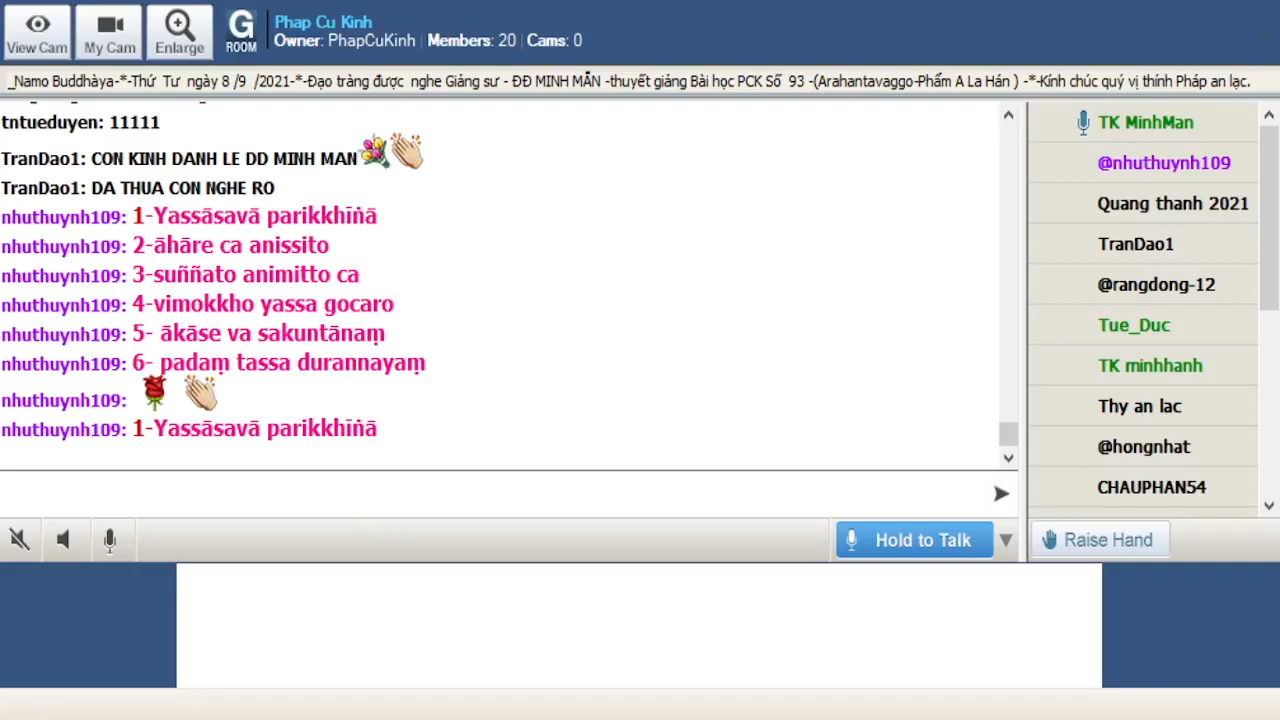 View Cam
My Cam
Enlarge
G
ROOM
Phap Cu Kinh
Owner: PhapCuKinh | Members: 20 | Cams: 0
_Namo Buddhàya-*-Thứ Tư ngày 8 /9 /2021-*-Đạo tràng được nghe Giảng sư - ĐĐ MINH MẪN -thuyết giảng Bài học PCK Số 93 -(Arahantavaggo-Phẩm A La Hán ) -*-Kính chúc quý vị thính Pháp an lạc.
tntueduyen: 11111
TranDao1: CON KINH DANH LE DD MINH MAN
TranDao1: DA THUA CON NGHE RO
nhuthuynh109: 1-Yassāsavā parikkhīṅā
nhuthuynh109: 2-āhāre ca anissito
nhuthuynh109: 3-suññato animitto ca
nhuthuynh109: 4-vimokkho yassa gocaro
nhuthuynh109: 5- ākāse va sakuntānaṃ
nhuthuynh109: 6- padaṃ tassa durannayaṃ
nhuthuynh109:
nhuthuynh109: 1-Yassāsavā parikkhīṅā
TK MinhMan
@nhuthuynh109
Quang thanh 2021
TranDao1
@rangdong-12
Tue_Duc
TK minhhanh
Thy an lac
@hongnhat
CHAUPHAN54
Hold to Talk
Raise Hand